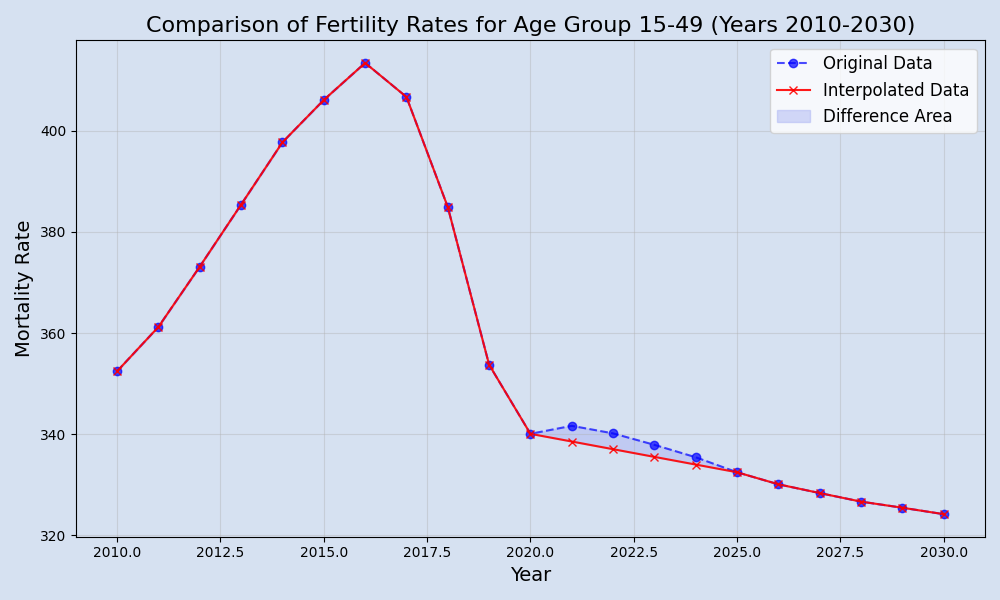 Comparison of Fertility Rates for Age Group 15-49 (Years 2010-2030)
Original Data
Interpolated Data
Difference Area
Mortality Rate
400
380
360
340
320
2010.0 2012.5 2015.0 2017.5 2020.0 2022.5 2025.0 2027.5 2030.0
Year